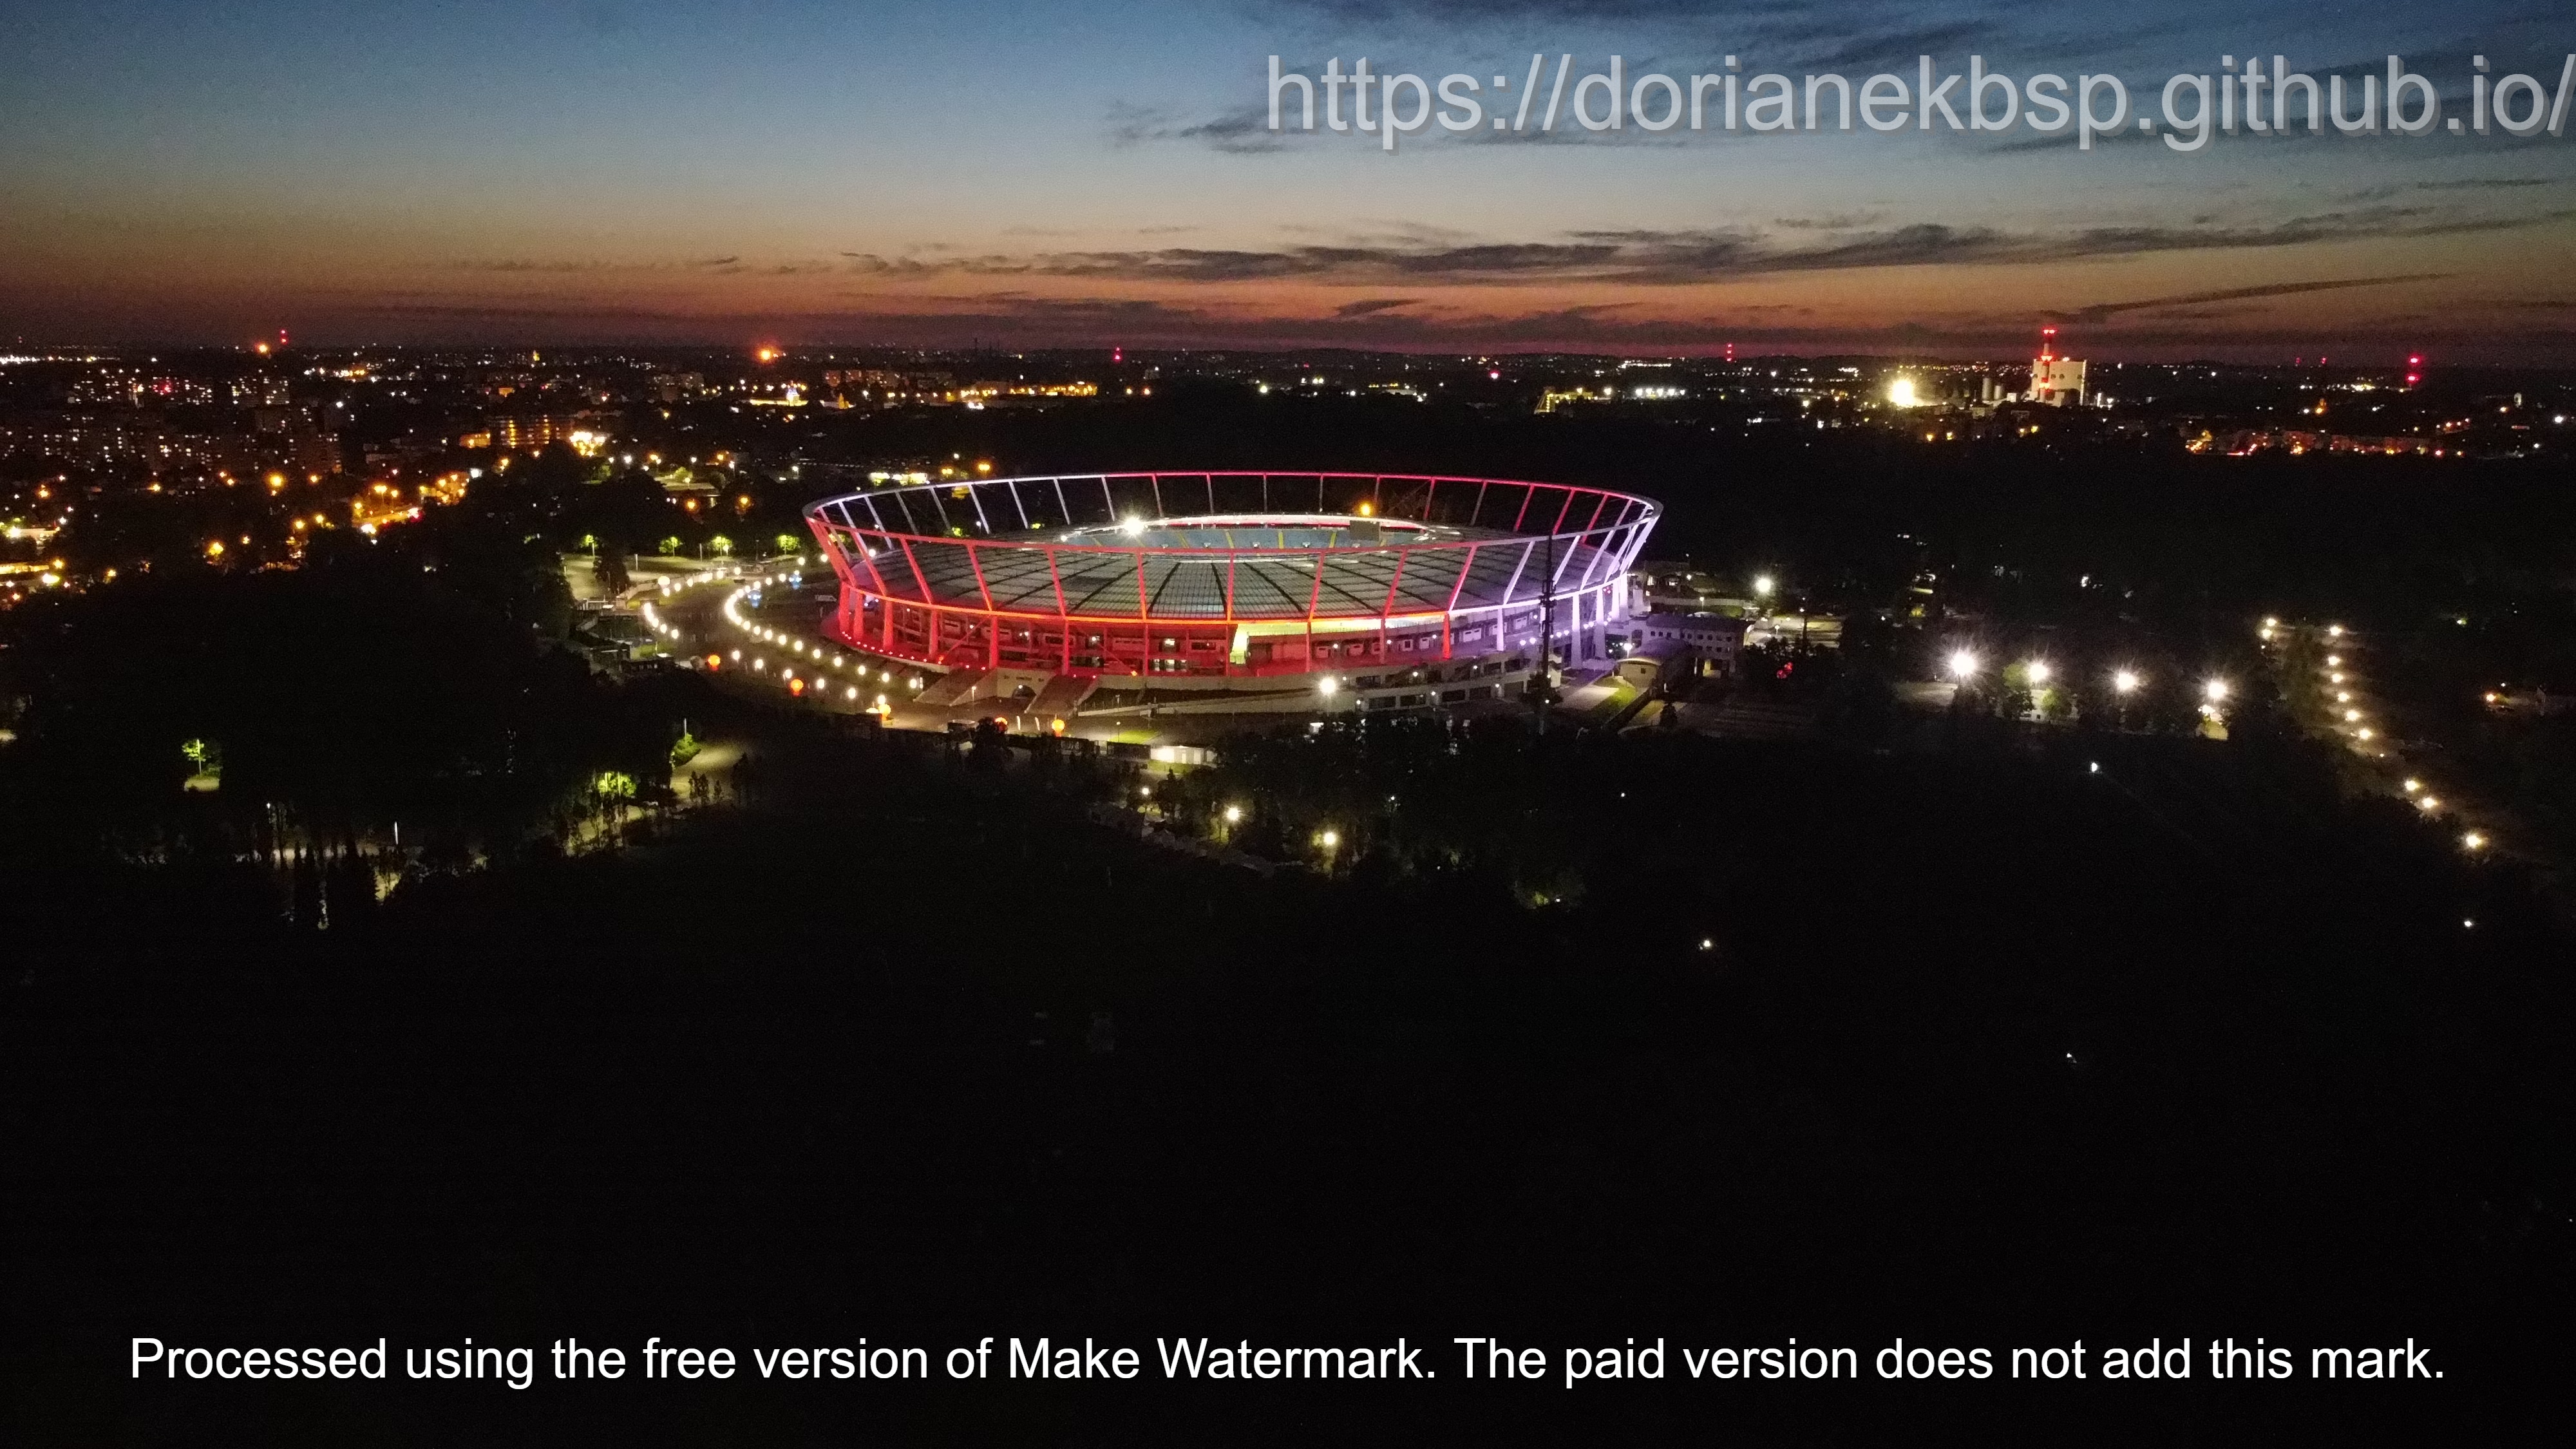 https://dorianekbsp.github.io/
Processed using the free version of Make Watermark. The paid version does not add this mark.